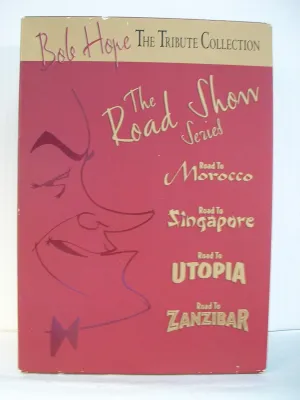 Bob Hope THE TRIBUTE COLLECTION
The
Road Show
Series
Road To
Morocco
Road To
Singapore
Road To
UTOPIA
Road To
ZANZIBAR